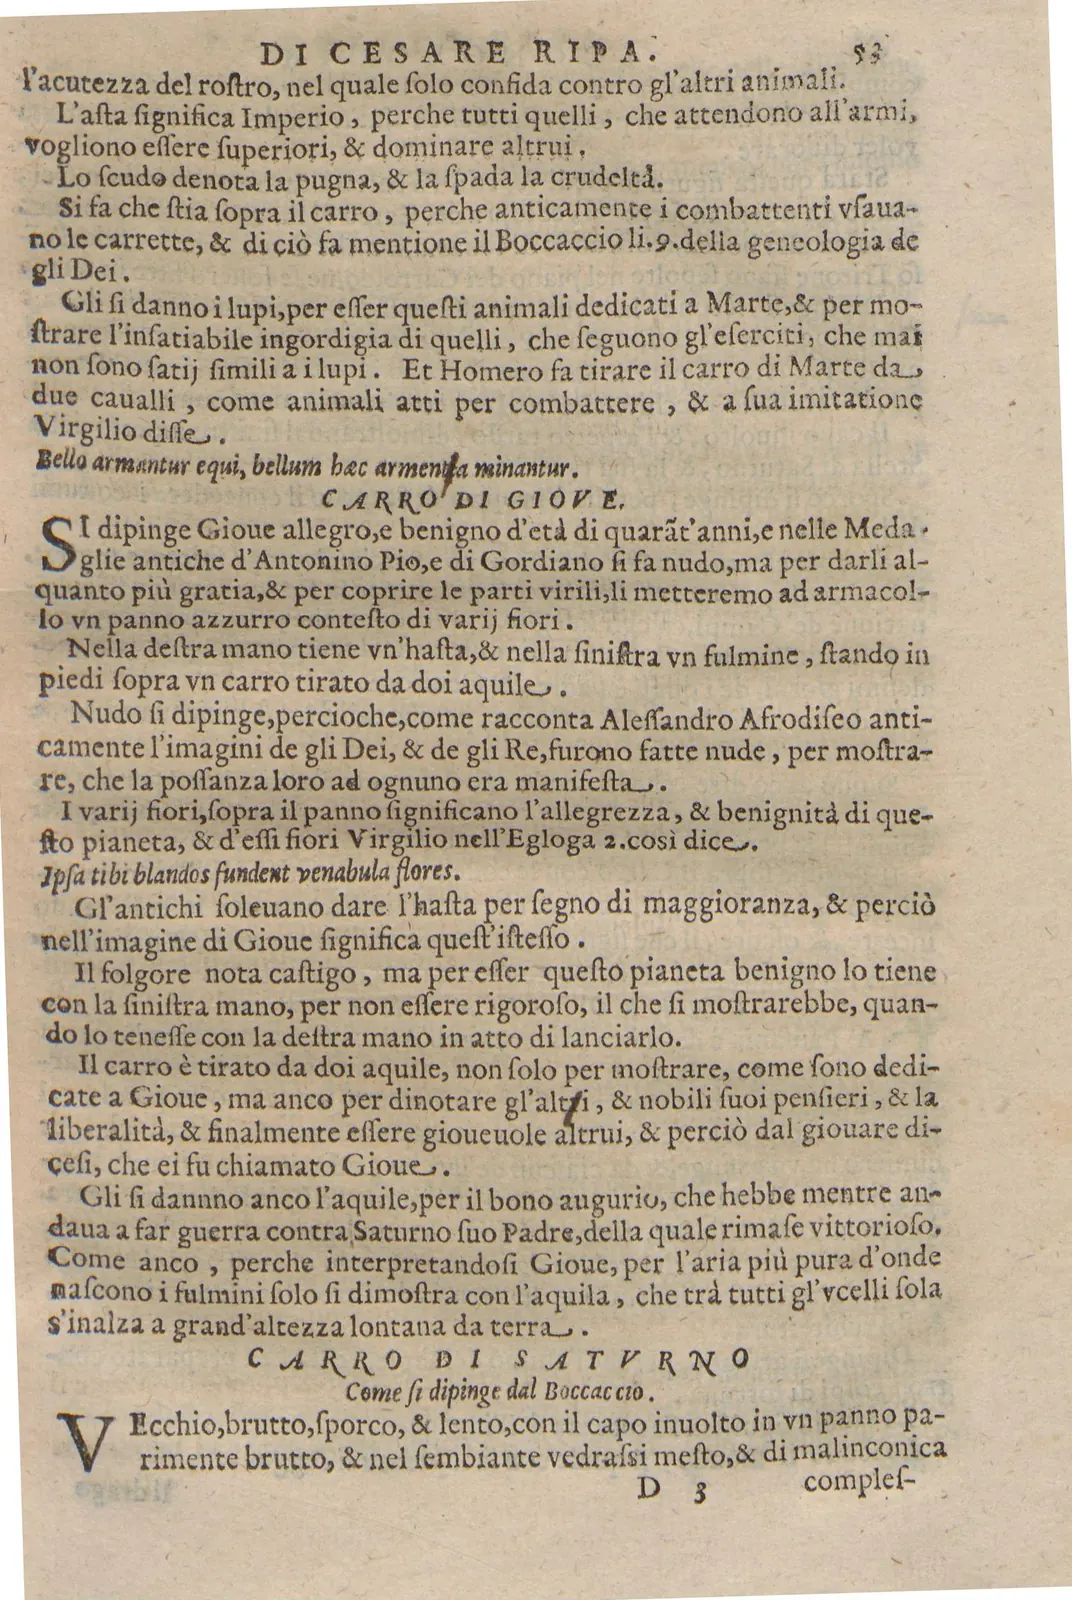 DI CESARE RIPA. 53
l'acutezza del roſtro, nel quale ſolo confida contro gl'altri animali.
L'aſta ſignifica Imperio, perche tutti quelli, che attendono all'armi,
vogliono eſſere ſuperiori, & dominare altrui.
Lo ſcudo denota la pugna, & la ſpada la crudeltà.
Si fa che ſtia ſopra il carro, perche anticamente i combattenti vſaua-
no le carrette, & di ciò fa mentione il Boccaccio li.9.della geneologia de
gli Dei.
Gli ſi danno i lupi,per eſſer queſti animali dedicati a Marte,& per mo-
ſtrare l'inſatiabile ingordigia di quelli, che ſeguono gl'eſerciti, che mai
non ſono ſatij ſimili a i lupi. Et Homero fa tirare il carro di Marte da
due caualli, come animali atti per combattere, & a ſua imitatione
Virgilio diſſe.
Bello armantur equi, bellum hæc armenta minantur.
CARRO DI GIOVE.
SI dipinge Gioue allegro,e benigno d'età di quarãt'anni,e nelle Meda-
glie antiche d'Antonino Pio,e di Gordiano ſi fa nudo,ma per darli al-
quanto più gratia,& per coprire le parti virili,li metteremo ad armacol-
lo vn panno azzurro conteſto di varij fiori.
Nella deſtra mano tiene vn'haſta,& nella ſiniſtra vn fulmine, ſtando in
piedi ſopra vn carro tirato da doi aquile.
Nudo ſi dipinge,percioche,come racconta Aleſſandro Afrodiſeo anti-
camente l'imagini de gli Dei, & de gli Re,furono fatte nude, per moſtra-
re, che la poſſanza loro ad ognuno era manifeſta.
I varij fiori,ſopra il panno ſignificano l'allegrezza, & benignità di que-
ſto pianeta, & d'eſſi fiori Virgilio nell'Egloga 2.così dice.
Ipſa tibi blandos fundent venabula flores.
Gl'antichi ſoleuano dare l'haſta per ſegno di maggioranza, & perciò
nell'imagine di Gioue ſignifica queſt'iſteſſo.
Il folgore nota caſtigo, ma per eſſer queſto pianeta benigno lo tiene
con la ſiniſtra mano, per non eſſere rigoroſo, il che ſi moſtrarebbe, quan-
do lo teneſſe con la deſtra mano in atto di lanciarlo.
Il carro è tirato da doi aquile, non ſolo per moſtrare, come ſono dedi-
cate a Gioue, ma anco per dinotare gl'alti, & nobili ſuoi penſieri, & la
liberalità, & finalmente eſſere gioueuole altrui, & perciò dal giouare di-
ceſi, che ei fu chiamato Gioue.
Gli ſi dannno anco l'aquile,per il bono augurio, che hebbe mentre an-
daua a far guerra contra Saturno ſuo Padre,della quale rimaſe vittorioſo.
Come anco, perche interpretandoſi Gioue, per l'aria più pura d'onde
naſcono i fulmini ſolo ſi dimoſtra con l'aquila, che trà tutti gl'vcelli ſola
s'inalza a grand'altezza lontana da terra.
CARRO DI SATVRNO
Come ſi dipinge dal Boccaccio.
VEcchio,brutto,ſporco, & lento,con il capo inuolto in vn panno pa-
rimente brutto, & nel ſembiante vedraſsi meſto,& di malinconica
D 3 compleſ-